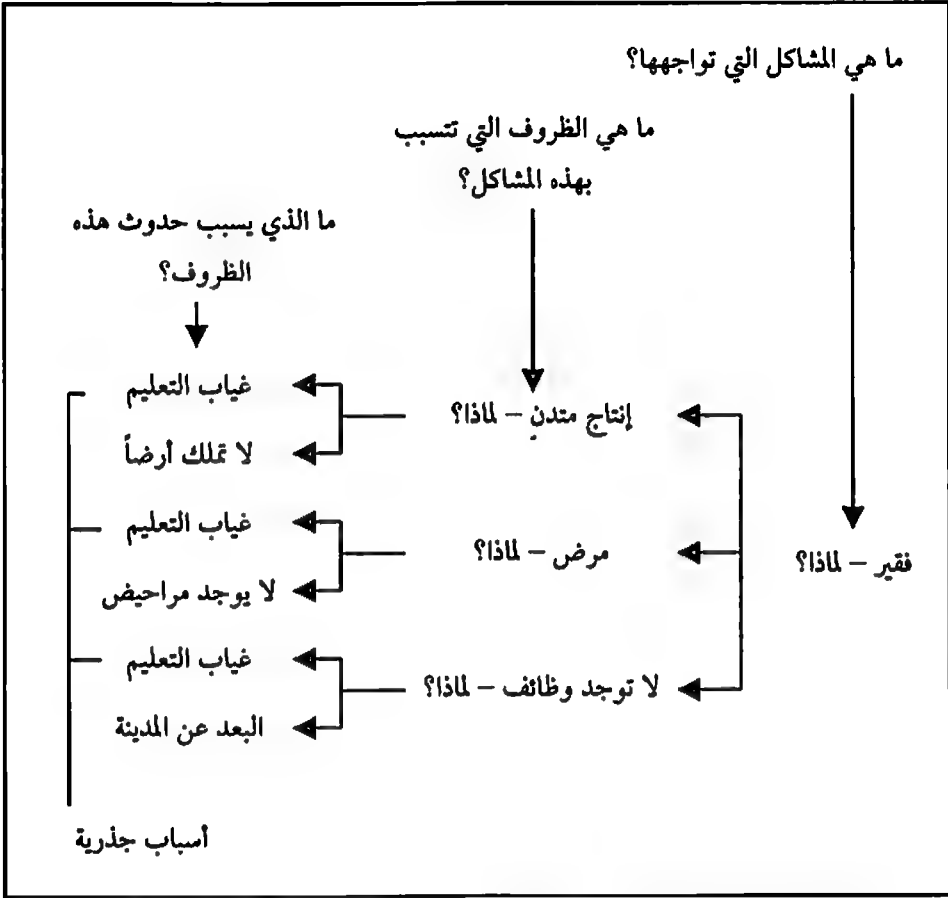 ما هي المشاكل التي تواجهها؟
ما هي الظروف التي تتسبب
بهذه المشاكل؟
ما الذي يسبب حدوث هذه
الظروف؟
فقير – لماذا؟
إنتاج متدنٍ – لماذا؟
مرض – لماذا؟
لا توجد وظائف – لماذا؟
غياب التعليم
لا تملك أرضاً
غياب التعليم
لا يوجد مراحيض
غياب التعليم
البعد عن المدينة
أسباب جذرية